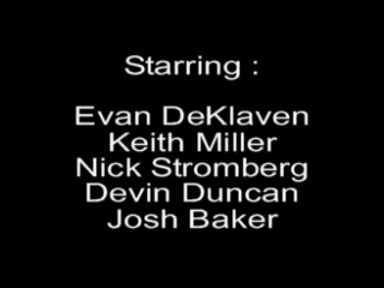 Starring :
Evan DeKlaven
Keith Miller
Nick Stromberg
Devin Duncan
Josh Baker